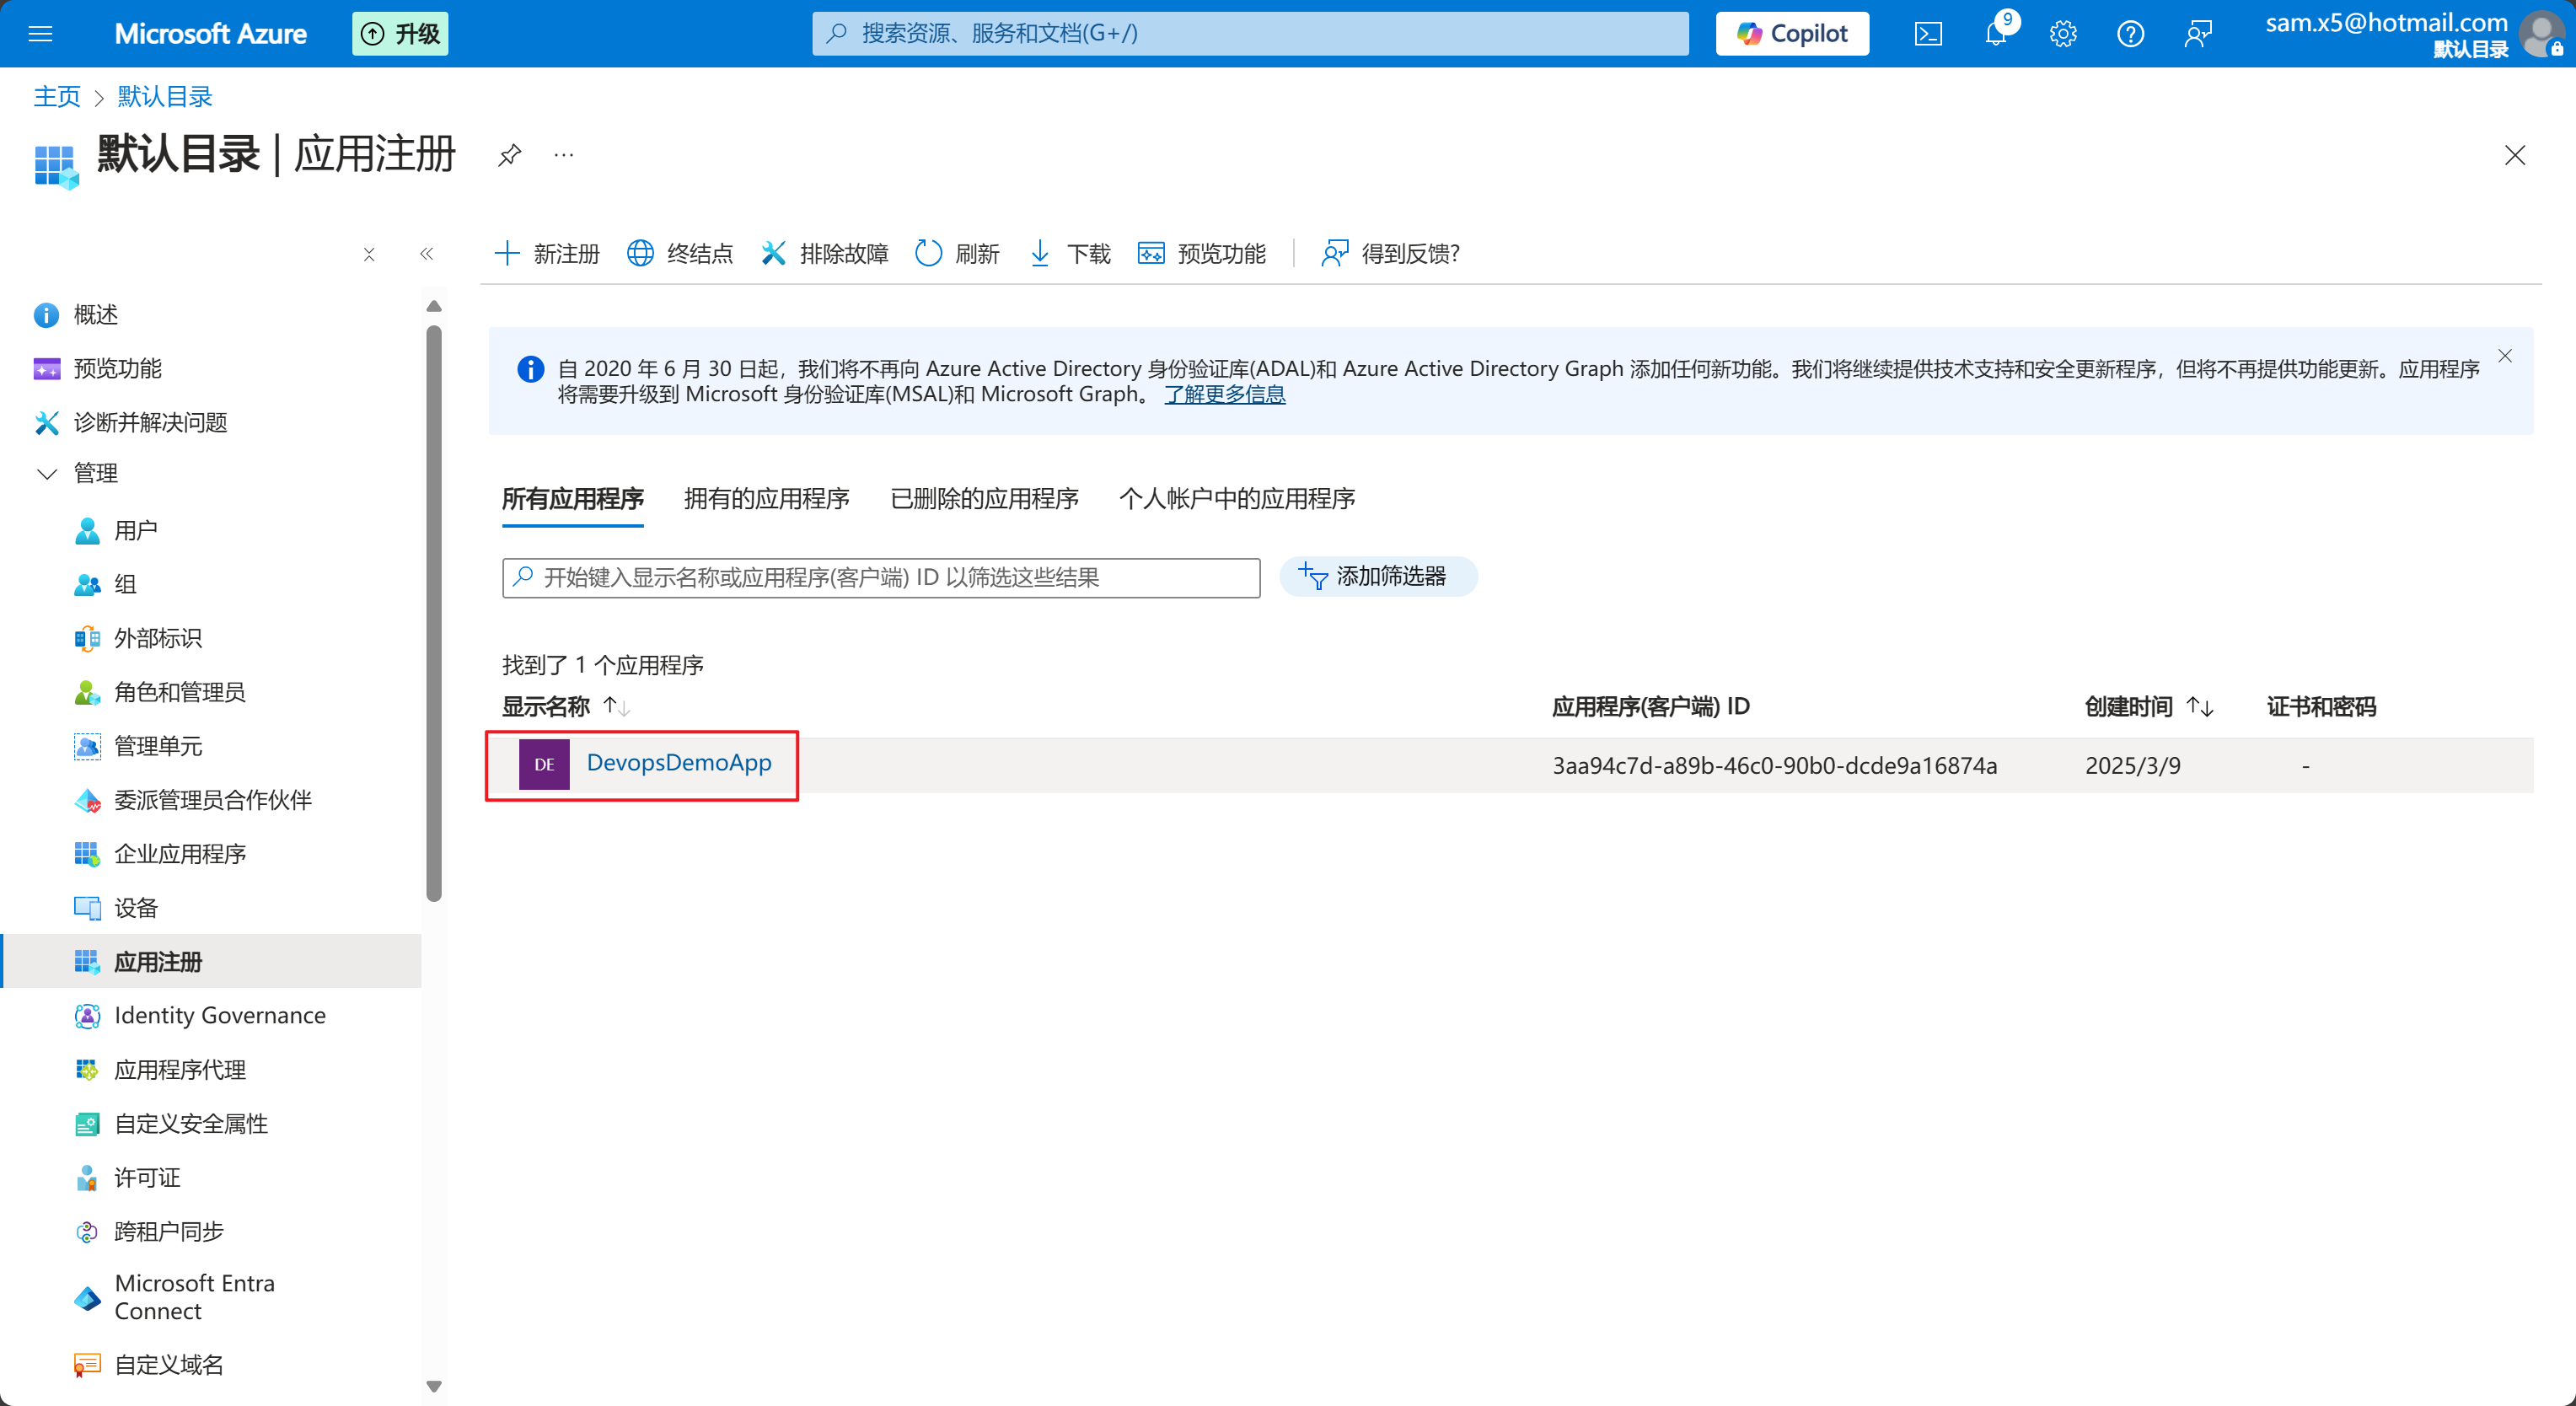 Microsoft Azure
升级
搜索资源、服务和文档(G+/)
Copilot
9
sam.x5@hotmail.com
默认目录
主页 > 默认目录
默认目录 | 应用注册
新注册
终结点
排除故障
刷新
下载
预览功能
得到反馈?
概述
预览功能
诊断并解决问题
管理
用户
组
外部标识
角色和管理员
管理单元
委派管理员合作伙伴
企业应用程序
设备
应用注册
Identity Governance
应用程序代理
自定义安全属性
许可证
跨租户同步
Microsoft Entra
Connect
自定义域名
自 2020 年 6 月 30 日起，我们将不再向 Azure Active Directory 身份验证库(ADAL)和 Azure Active Directory Graph 添加任何新功能。我们将继续提供技术支持和安全更新程序，但将不再提供功能更新。应用程序
将需要升级到 Microsoft 身份验证库(MSAL)和 Microsoft Graph。 了解更多信息
所有应用程序
拥有的应用程序
已删除的应用程序
个人帐户中的应用程序
开始键入显示名称或应用程序(客户端) ID 以筛选这些结果
添加筛选器
找到了 1 个应用程序
显示名称 ↑↓
应用程序(客户端) ID
创建时间 ↑↓
证书和密码
DE
DevopsDemoApp
3aa94c7d-a89b-46c0-90b0-dcde9a16874a
2025/3/9
-